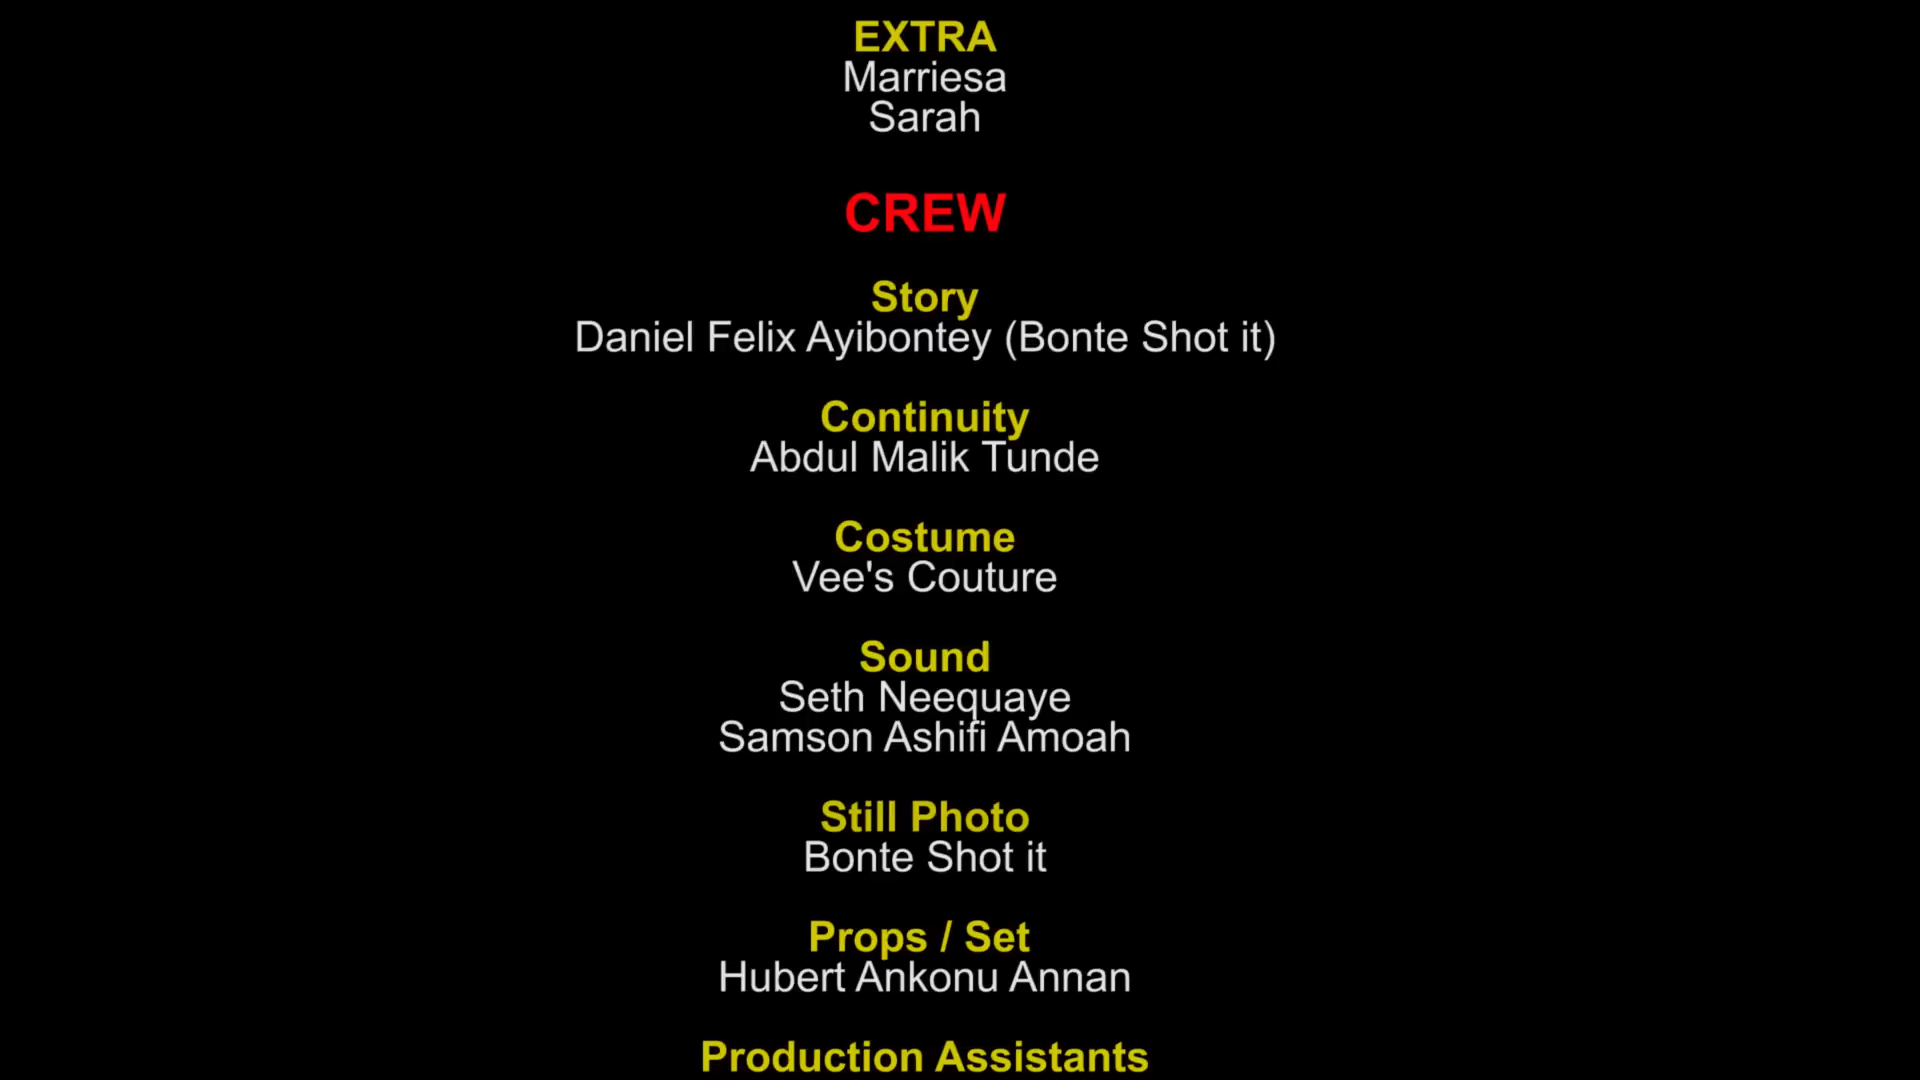 EXTRA
Marriesa
Sarah
CREW
Story
Daniel Felix Ayibontey (Bonte Shot it)
Continuity
Abdul Malik Tunde
Costume
Vee's Couture
Sound
Seth Neequaye
Samson Ashifi Amoah
Still Photo
Bonte Shot it
Props / Set
Hubert Ankonu Annan
Production Assistants